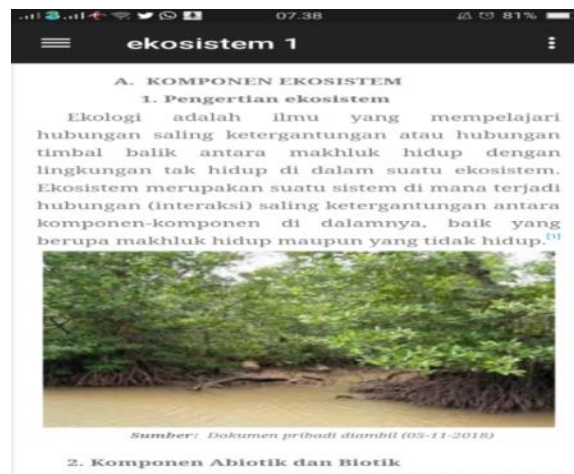 07.38
81%
ekosistem 1
A. KOMPONEN EKOSISTEM
1. Pengertian ekosistem
Ekologi adalah ilmu yang mempelajari
hubungan saling ketergantungan atau hubungan
timbal balik antara makhluk hidup dengan
lingkungan tak hidup di dalam suatu ekosistem.
Ekosistem merupakan suatu sistem di mana terjadi
hubungan (interaksi) saling ketergantungan antara
komponen-komponen di dalamnya, baik yang
berupa makhluk hidup maupun yang tidak hidup.[1]
Sumber: Dokumen pribadi diambil (05-11-2018)
2. Komponen Abiotik dan Biotik